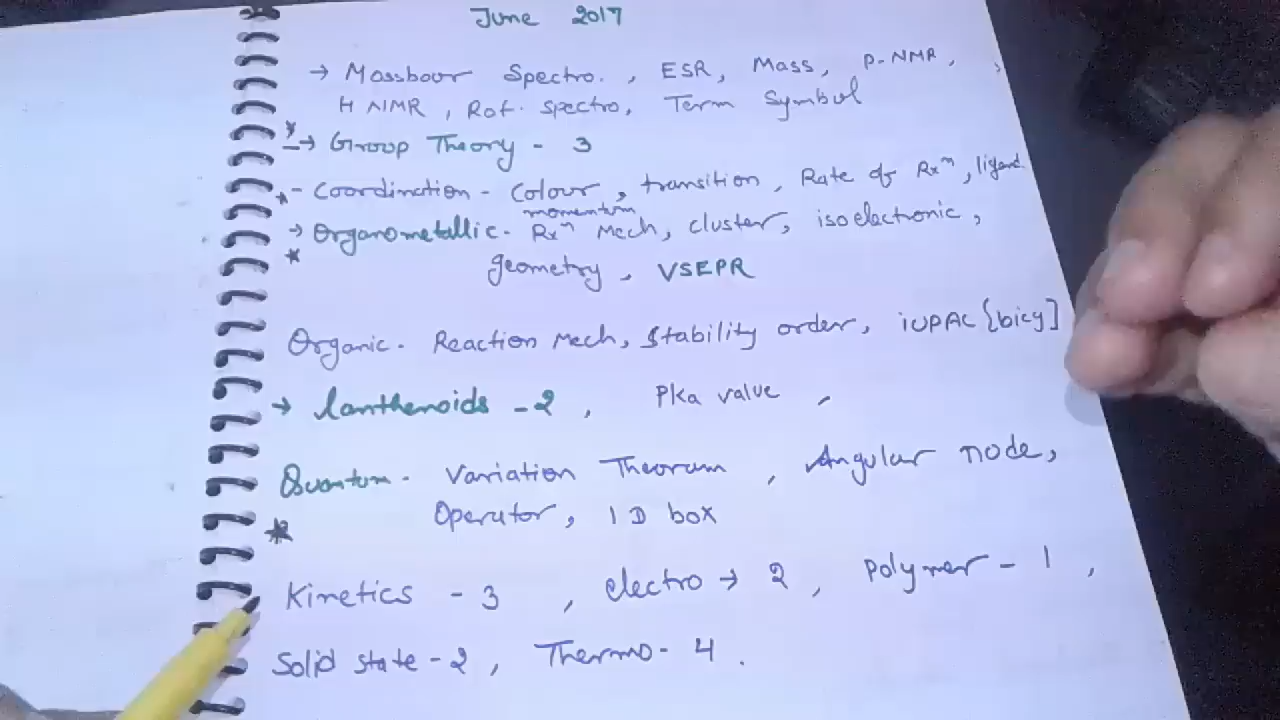 June 2017
→ Mossbour Spectro. , ESR, Mass, P-NMR, ,
H NMR, Rot. spectro, Term Symbol
* → Group Theory - 3
* - Coordination - Colour, transition, Rate of Rxⁿ, ligand
momentum
→ Organometallic. Rxⁿ Mech, cluster, isoelectronic,
* geometry, VSEPR
Organic. Reaction Mech, Stability order, iUPAC {bicy]
→ lanthenoids - 2 , Pka value ,
Quantum. Variation Theorum , Angular node,
* Operator, 1D box
Kinetics - 3 , electro → 2 , Polymer - 1 ,
Solid state - 2 , Thermo - 4 .